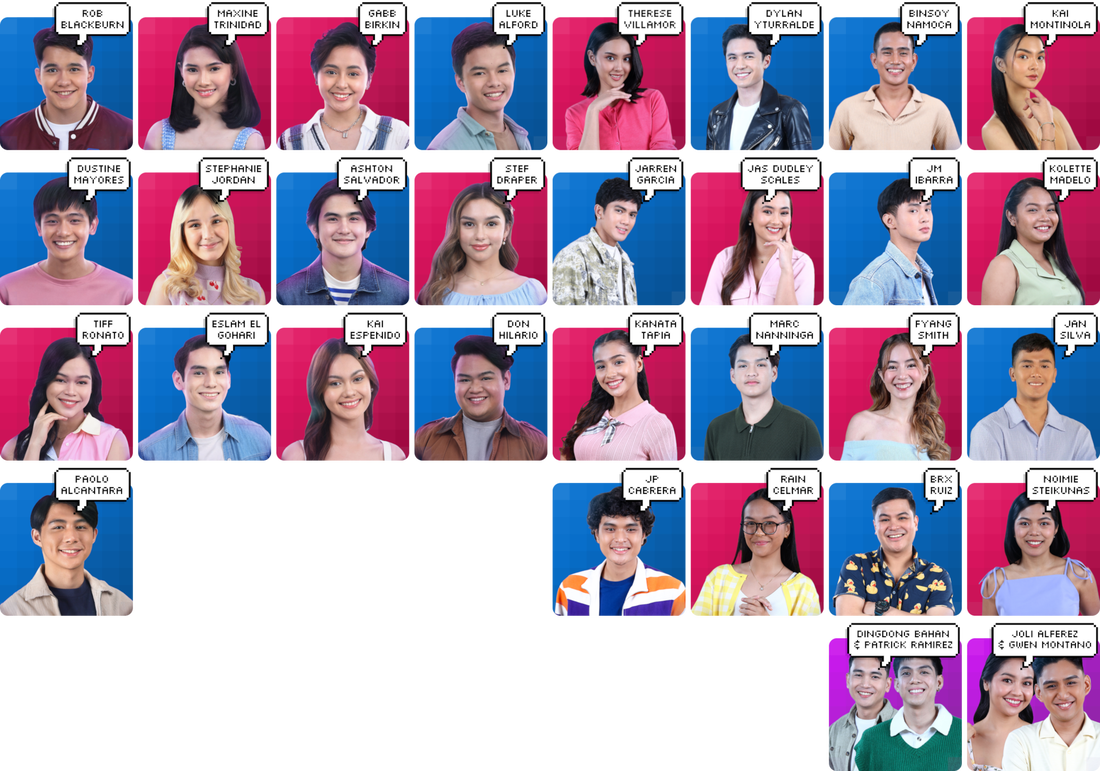 ROB
BLACKBURN
MAXINE
TRINIDAD
GABB
BIRKIN
LUKE
ALFORD
THERESE
VILLAMOR
DYLAN
YTURRALDE
BINSOY
NAMOCA
KAI
MONTINOLA
DUSTINE
MAYORES
STEPHANIE
JORDAN
ASHTON
SALVADOR
STEF
DRAPER
JARREN
GARCIA
JAS DUDLEY
SCALES
JM
IBARRA
KOLETTE
MADELO
TIFF
RONATO
ESLAM EL
GOHARI
KAI
ESPENIDO
DON
HILARIO
KANATA
TAPIA
MARC
NANNINGA
FYANG
SMITH
JAN
SILVA
PAOLO
ALCANTARA
JP
CABRERA
RAIN
CELMAR
BRX
RUIZ
NOIMIE
STEIKUNAS
DINGDONG BAHAN
& PATRICK RAMIREZ
JOLI ALFEREZ
& GWEN MONTANO